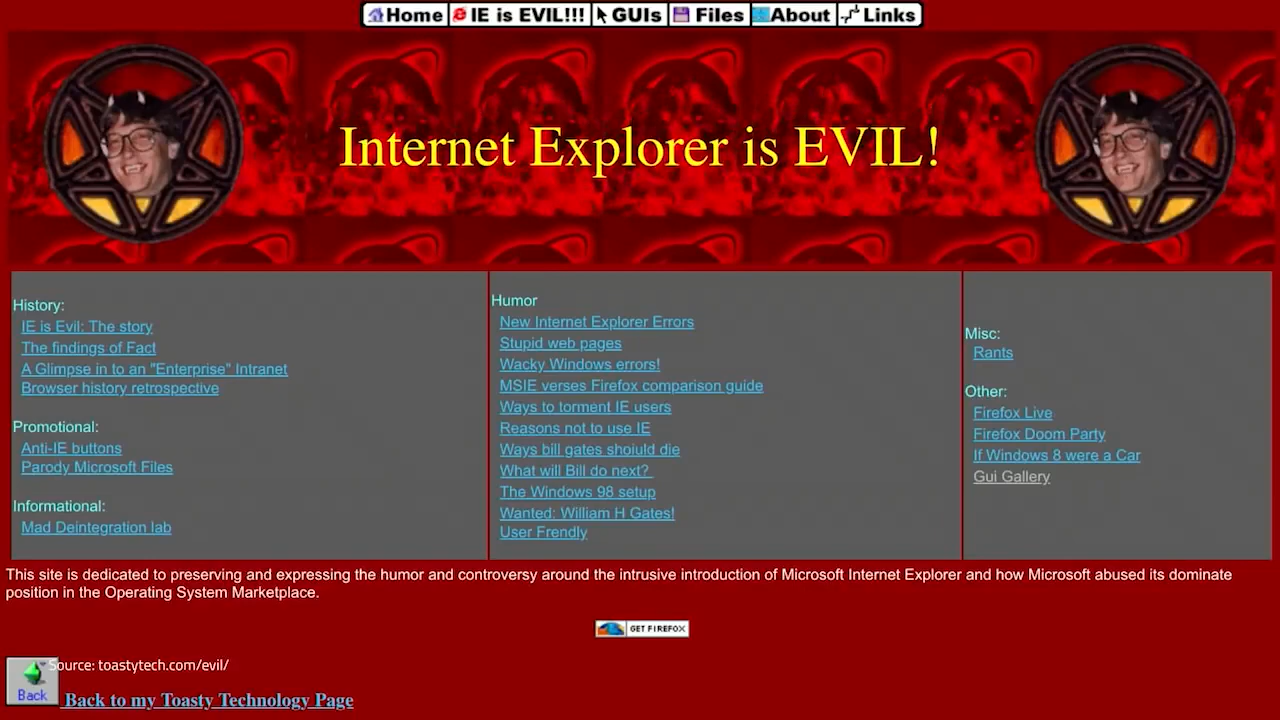 Home IE is EVIL!!! GUIs Files About Links
Internet Explorer is EVIL!
History:
IE is Evil: The story
The findings of Fact
A Glimpse in to an "Enterprise" Intranet
Browser history retrospective
Promotional:
Anti-IE buttons
Parody Microsoft Files
Informational:
Mad Deintegration lab
Humor
New Internet Explorer Errors
Stupid web pages
Wacky Windows errors!
MSIE verses Firefox comparison guide
Ways to torment IE users
Reasons not to use IE
Ways bill gates shoiuld die
What will Bill do next?
The Windows 98 setup
Wanted: William H Gates!
User Frendly
Misc:
Rants
Other:
Firefox Live
Firefox Doom Party
If Windows 8 were a Car
Gui Gallery
This site is dedicated to preserving and expressing the humor and controversy around the intrusive introduction of Microsoft Internet Explorer and how Microsoft abused its dominate
position in the Operating System Marketplace.
GET FIREFOX
Source: toastytech.com/evil/
Back
Back to my Toasty Technology Page